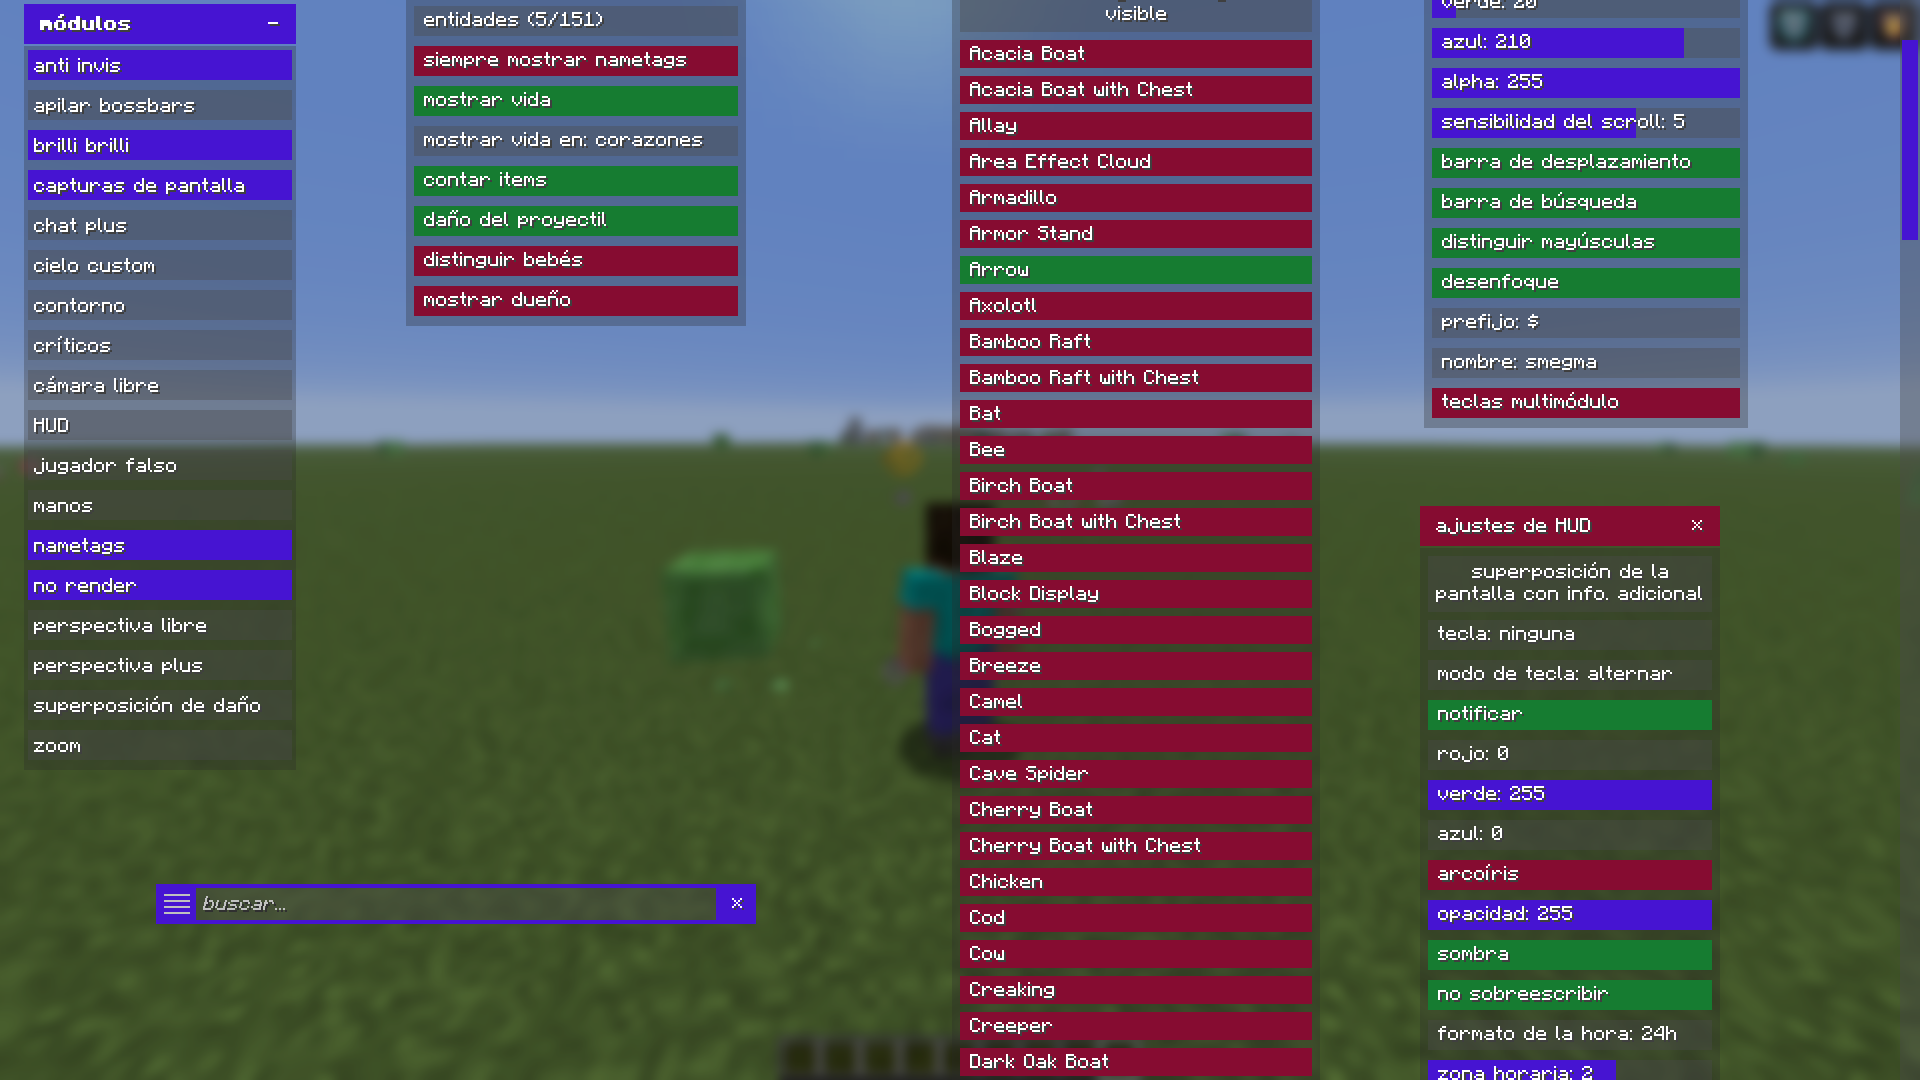 módulos
anti invis
apilar bossbars
brilli brilli
capturas de pantalla
chat plus
cielo custom
contorno
críticos
cámara libre
HUD
jugador falso
manos
nametags
no render
perspectiva libre
perspectiva plus
superposición de daño
zoom
entidades (5/151)
siempre mostrar nametags
mostrar vida
mostrar vida en: corazones
contar items
daño del proyectil
distinguir bebés
mostrar dueño
buscar...
visible
Acacia Boat
Acacia Boat with Chest
Allay
Area Effect Cloud
Armadillo
Armor Stand
Arrow
Axolotl
Bamboo Raft
Bamboo Raft with Chest
Bat
Bee
Birch Boat
Birch Boat with Chest
Blaze
Block Display
Bogged
Breeze
Camel
Cat
Cave Spider
Cherry Boat
Cherry Boat with Chest
Chicken
Cod
Cow
Creaking
Creeper
Dark Oak Boat
verde: 20
azul: 210
alpha: 255
sensibilidad del scroll: 5
barra de desplazamiento
barra de búsqueda
distinguir mayúsculas
desenfoque
prefijo: $
nombre: smegma
teclas multimódulo
ajustes de HUD
superposición de la
pantalla con info. adicional
tecla: ninguna
modo de tecla: alternar
notificar
rojo: 0
verde: 255
azul: 0
arcoíris
opacidad: 255
sombra
no sobreescribir
formato de la hora: 24h
zona horaria: 2